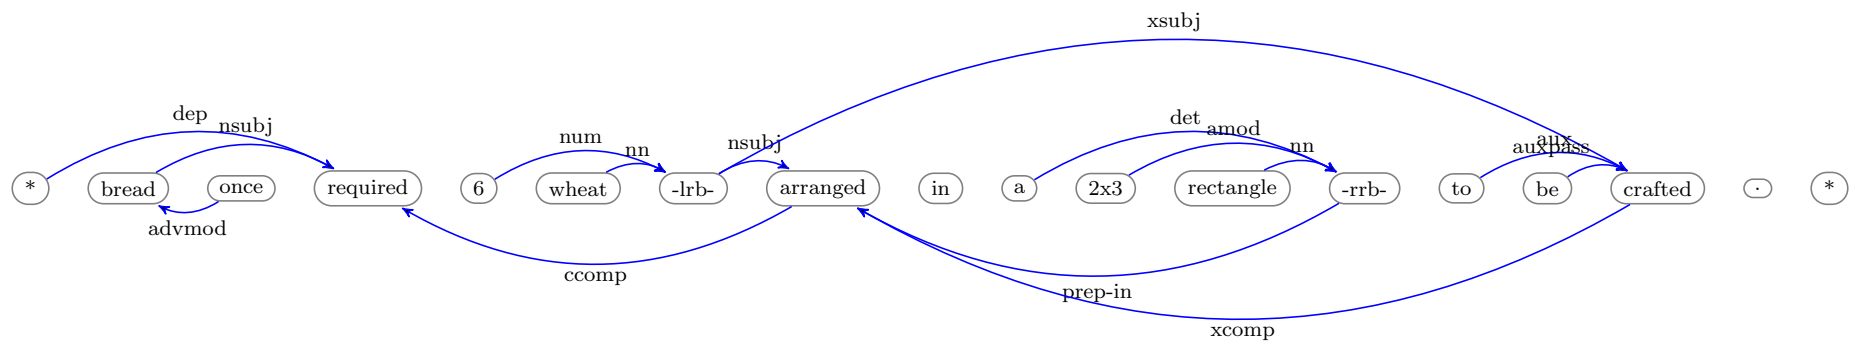 xsubj
dep
nsubj
num
nn
nsubj
det
amod
nn
aux
auxpass
* bread once required 6 wheat -lrb- arranged in a 2x3 rectangle -rrb- to be crafted . *
advmod
ccomp
prep-in
xcomp